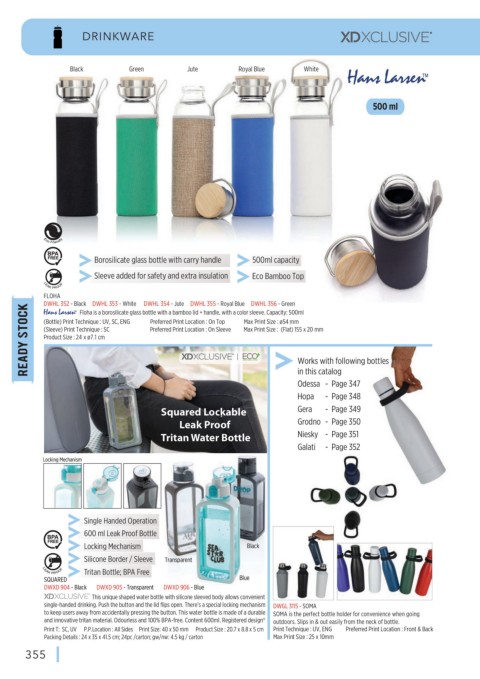 DRINKWARE
XDXCLUSIVE®
Black Green Jute Royal Blue White
Hans Larsen™
500 ml
BPA FREE
Borosilicate glass bottle with carry handle
500ml capacity
Sleeve added for safety and extra insulation
Eco Bamboo Top
READY STOCK
FLOHA
DWHL 352 - Black DWHL 353 - White DWHL 354 - Jute DWHL 355 - Royal Blue DWHL 356 - Green
Hans Larsen® Floha is a borosilicate glass bottle with a bamboo lid + handle, with a color sleeve. Capacity: 500ml
(Bottle) Print Technique : UV, SC, ENG Preferred Print Location : On Top Max Print Size : ø54 mm
(Sleeve) Print Technique : SC Preferred Print Location : On Sleeve Max Print Size : (Flat) 155 x 20 mm
Product Size : 24 x ø7.1 cm
XDXCLUSIVE® | ECO®
Squared Lockable
Leak Proof
Tritan Water Bottle
Locking Mechanism
Single Handed Operation
600 ml Leak Proof Bottle
Locking Mechanism
Silicone Border / Sleeve
Tritan Bottle; BPA Free
BPA FREE
SEA STAR CLUB
Transparent
Black
Blue
SQUARED
DWXD 904 - Black DWXD 905 - Transparent DWXD 906 - Blue
XDXCLUSIVE® This unique shaped water bottle with silicone sleeved body allows convenient
single-handed drinking. Push the button and the lid flips open. There's a special locking mechanism
to keep users away from accidentally pressing the button. This water bottle is made of a durable
and innovative tritan material. Odourless and 100% BPA-free. Content 600ml. Registered design®
Print T: SC, UV P.P.Location : All Sides Print Size: 40 x 50 mm Product Size : 20.7 x 8.8 x 5 cm
Packing Details : 24 x 35 x 41.5 cm; 24pc /carton; gw/nw: 4.5 kg / carton
Works with following bottles
in this catalog
Odessa - Page 347
Hopa - Page 348
Gera - Page 349
Grodno - Page 350
Niesky - Page 351
Galati - Page 352
DWGL 3115 - SOMA
SOMA is the perfect bottle holder for convenience when going
outdoors. Slips in & out easily from the neck of bottle.
Print Technique : UV, ENG Preferred Print Location : Front & Back
Max Print Size : 25 x 10mm
355